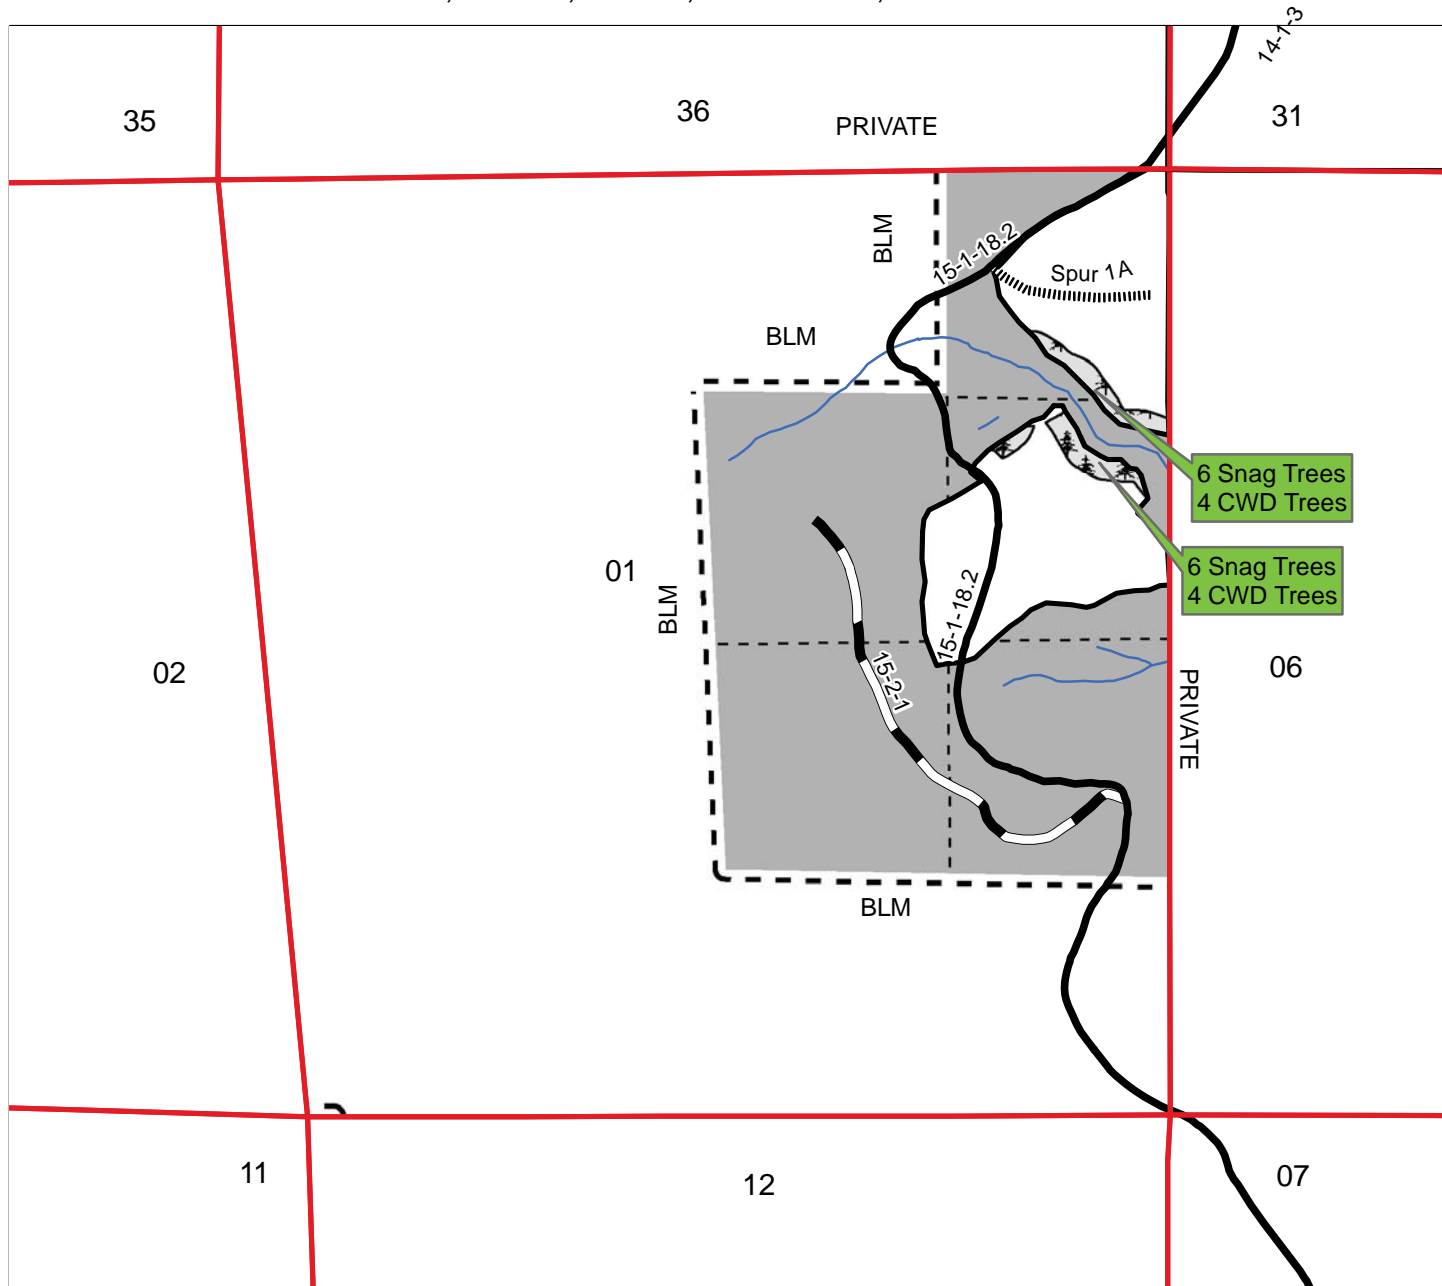 14-1-3
35
36
31
PRIVATE
BLM
15-1-18.2
Spur 1A
BLM
6 Snag Trees
4 CWD Trees
6 Snag Trees
4 CWD Trees
01
BLM
15-1-18.2
02
15-2-1
06
PRIVATE
BLM
11
12
07